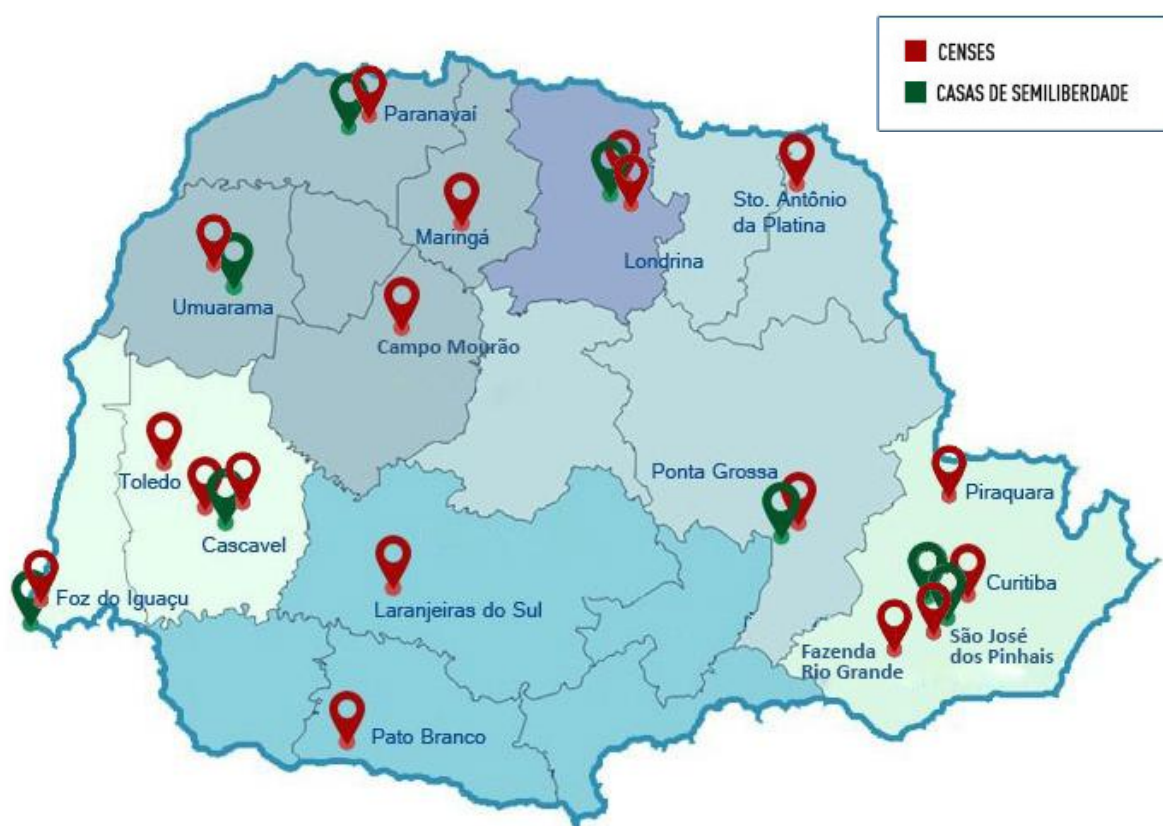 CENSES
CASAS DE SEMILIBERDADE
Paranavaí
Sto. Antônio
da Platina
Maringá
Londrina
Umuarama
Campo Mourão
Ponta Grossa
Toledo
Piraquara
Cascavel
Curitiba
Foz do Iguaçu
Laranjeiras do Sul
São José
dos Pinhais
Fazenda
Rio Grande
Pato Branco